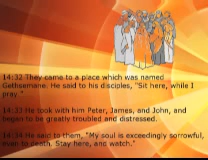 14:32 They came to a place which was named
Gethsemane. He said to his disciples, "Sit here, while I
pray."
14:33 He took with him Peter, James, and John, and
began to be greatly troubled and distressed.
14:34 He said to them, "My soul is exceedingly sorrowful,
even to death. Stay here, and watch."